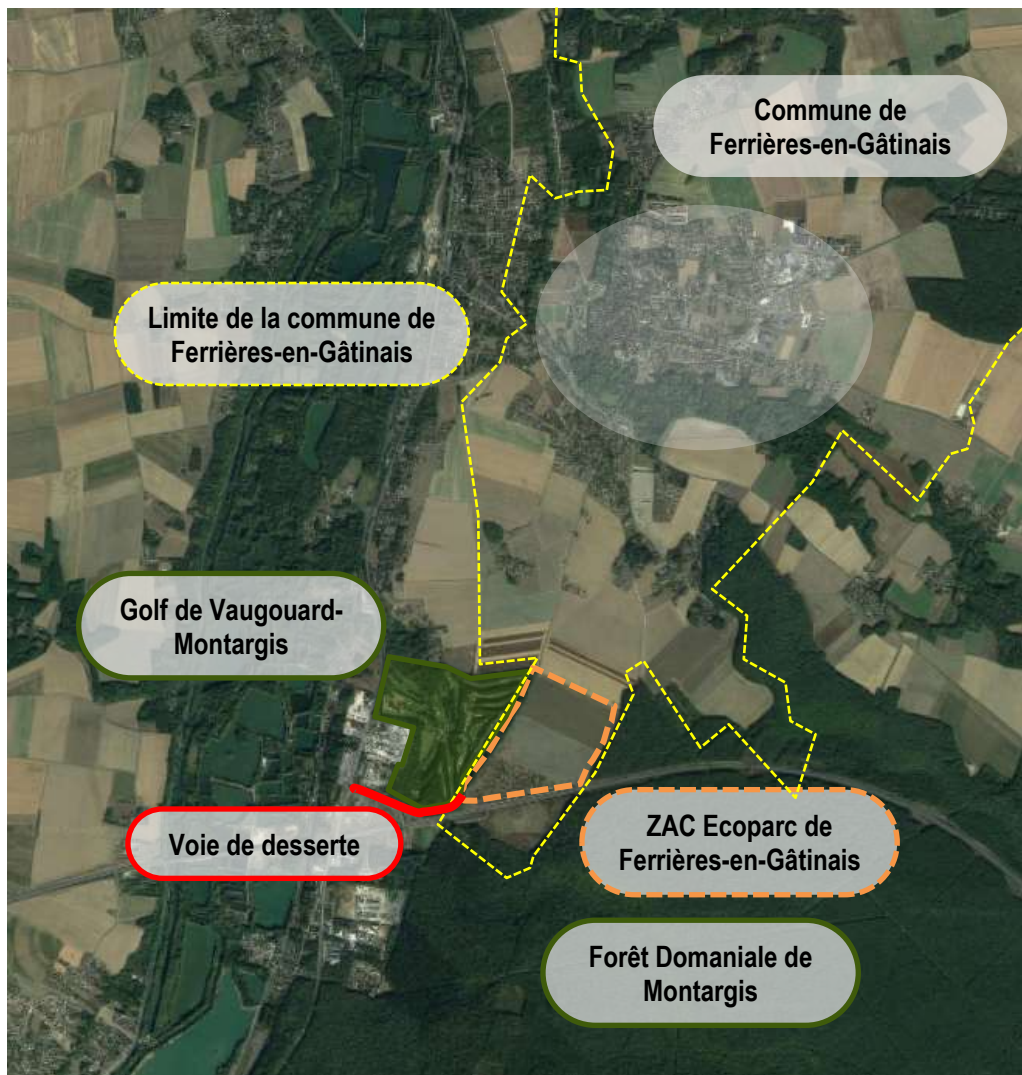 Commune de
Ferrières-en-Gâtinais
Limite de la commune de
Ferrières-en-Gâtinais
Golf de Vaugouard-
Montargis
Voie de desserte
ZAC Ecoparc de
Ferrières-en-Gâtinais
Forêt Domaniale de
Montargis